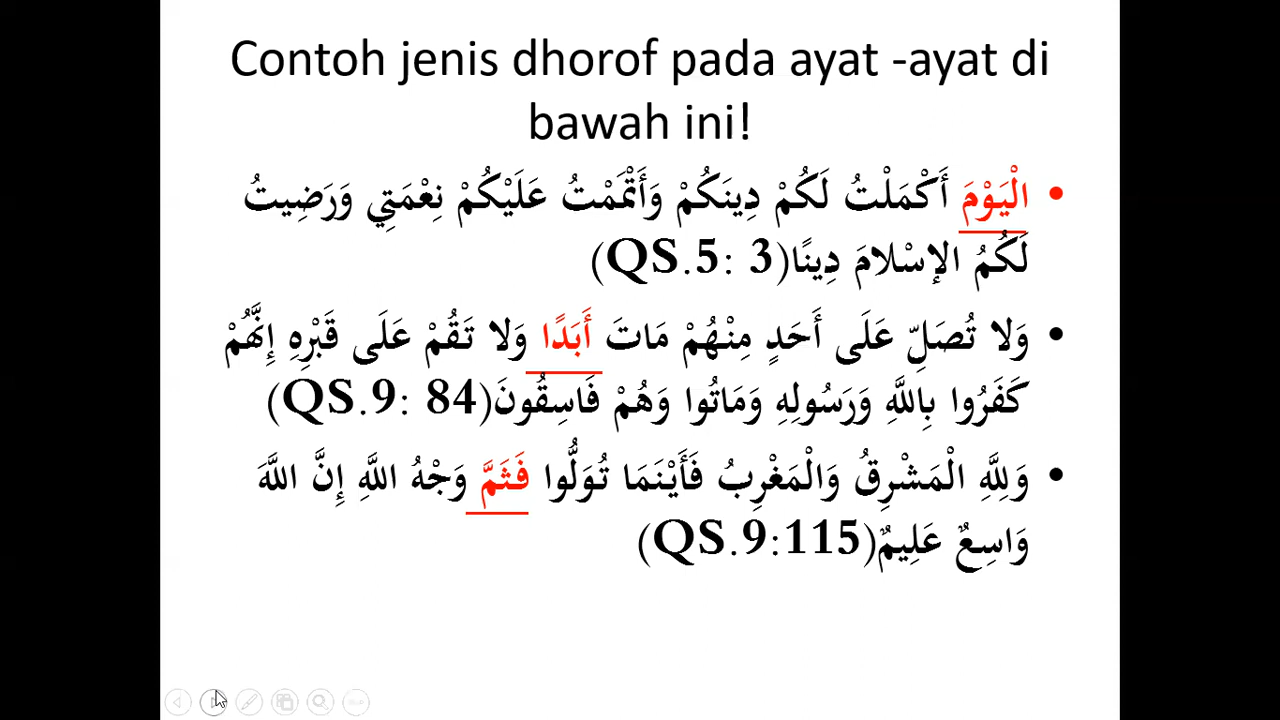 Contoh jenis dhorof pada ayat -ayat di
bawah ini!
• الْيَوْمَ أَكْمَلْتُ لَكُمْ دِينَكُمْ وَأَتْمَمْتُ عَلَيْكُمْ نِعْمَتِي وَرَضِيتُ
لَكُمُ الإسْلامَ دِينًا(QS.5: 3)
• وَلا تُصَلِّ عَلَى أَحَدٍ مِنْهُمْ مَاتَ أَبَدًا وَلا تَقُمْ عَلَى قَبْرِهِ إِنَّهُمْ
كَفَرُوا بِاللَّهِ وَرَسُولِهِ وَمَاتُوا وَهُمْ فَاسِقُونَ(QS.9: 84)
• وَلِلَّهِ الْمَشْرِقُ وَالْمَغْرِبُ فَأَيْنَمَا تُوَلُّوا فَثَمَّ وَجْهُ اللَّهِ إِنَّ اللَّهَ
وَاسِعٌ عَلِيمٌ(QS.9:115)